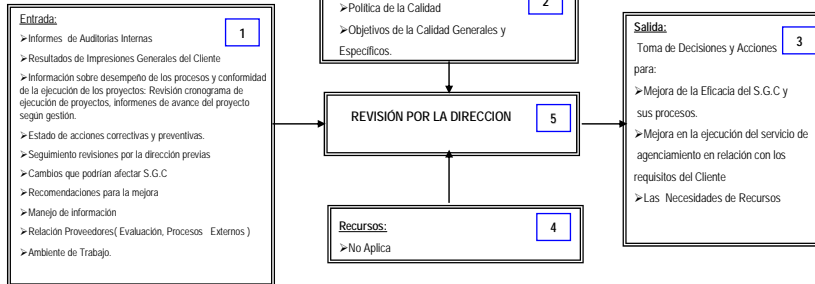 Entrada:
1
➢Informes de Auditorias Internas
➢Resultados de Impresiones Generales del Cliente
➢Información sobre desempeño de los procesos y conformidad
de la ejecución de los proyectos: Revisión cronograma de
ejecución de proyectos, informenes de avance del proyecto
según gestión.
➢Estado de acciones correctivas y preventivas.
➢Seguimiento revisiones por la dirección previas
➢Cambios que podrian afectar S.G.C
➢Recomendaciones para la mejora
➢Manejo de información
➢Relación Proveedores( Evaluación, Procesos Externos )
➢Ambiente de Trabajo.
➢Política de la Calidad
2
➢Objetivos de la Calidad Generales y
Específicos.
REVISIÓN POR LA DIRECCION
5
Recursos:
4
➢No Aplica
Salida:
3
Toma de Decisiones y Acciones
para:
➢Mejora de la Eficacia del S.G.C y
sus procesos.
➢Mejora en la ejecución del servicio de
agenciamiento en relación con los
requisitos del Cliente
➢Las Necesidades de Recursos